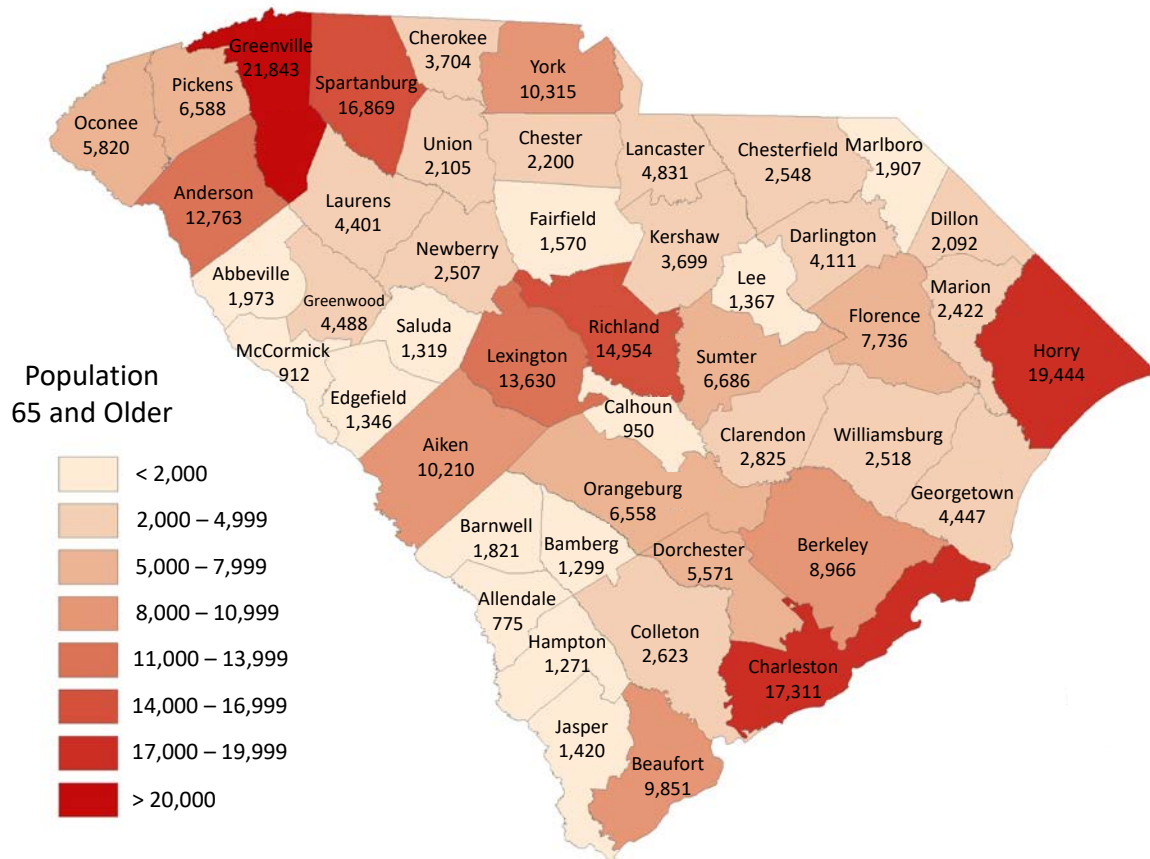 Greenville
21,843
Cherokee
3,704
York
10,315
Spartanburg
16,869
Pickens
6,588
Oconee
5,820
Union
2,105
Chester
2,200
Lancaster
4,831
Chesterfield
2,548
Marlboro
1,907
Anderson
12,763
Laurens
4,401
Fairfield
1,570
Dillon
2,092
Newberry
2,507
Kershaw
3,699
Darlington
4,111
Abbeville
1,973
Lee
1,367
Marion
2,422
Greenwood
4,488
Florence
7,736
Saluda
1,319
Richland
14,954
Horry
19,444
McCormick
912
Lexington
13,630
Sumter
6,686
Edgefield
1,346
Calhoun
950
Clarendon
2,825
Williamsburg
2,518
Aiken
10,210
Georgetown
4,447
Orangeburg
6,558
Barnwell
1,821
Bamberg
1,299
Dorchester
5,571
Berkeley
8,966
Allendale
775
Hampton
1,271
Colleton
2,623
Charleston
17,311
Jasper
1,420
Beaufort
9,851
Population
65 and Older
< 2,000
2,000 – 4,999
5,000 – 7,999
8,000 – 10,999
11,000 – 13,999
14,000 – 16,999
17,000 – 19,999
> 20,000